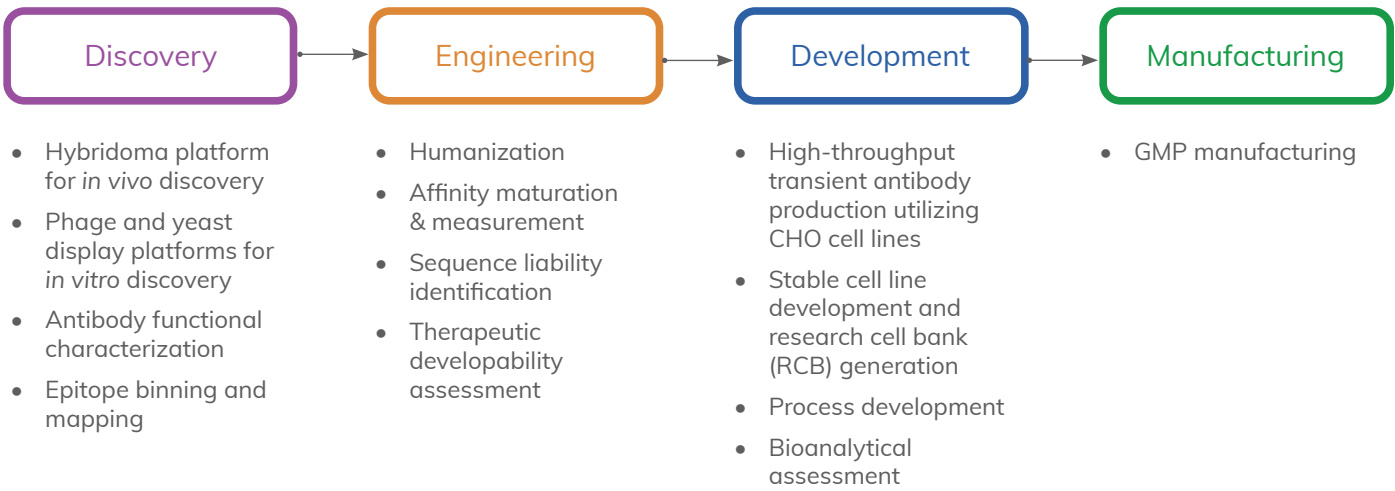 Discovery
Engineering
Development
Manufacturing
• Hybridoma platform
for in vivo discovery
• Phage and yeast
display platforms for
in vitro discovery
• Antibody functional
characterization
• Epitope binning and
mapping
• Humanization
• Affinity maturation
& measurement
• Sequence liability
identification
• Therapeutic
developability
assessment
• High-throughput
transient antibody
production utilizing
CHO cell lines
• Stable cell line
development and
research cell bank
(RCB) generation
• Process development
• Bioanalytical
assessment
• GMP manufacturing